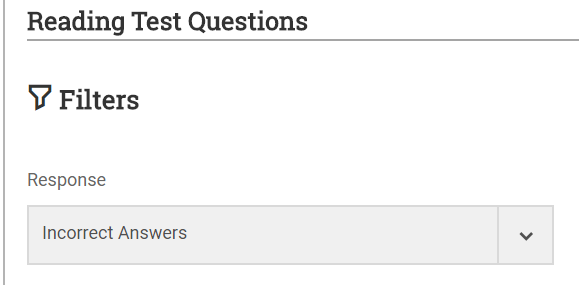 Reading Test Questions
Filters
Response
Incorrect Answers